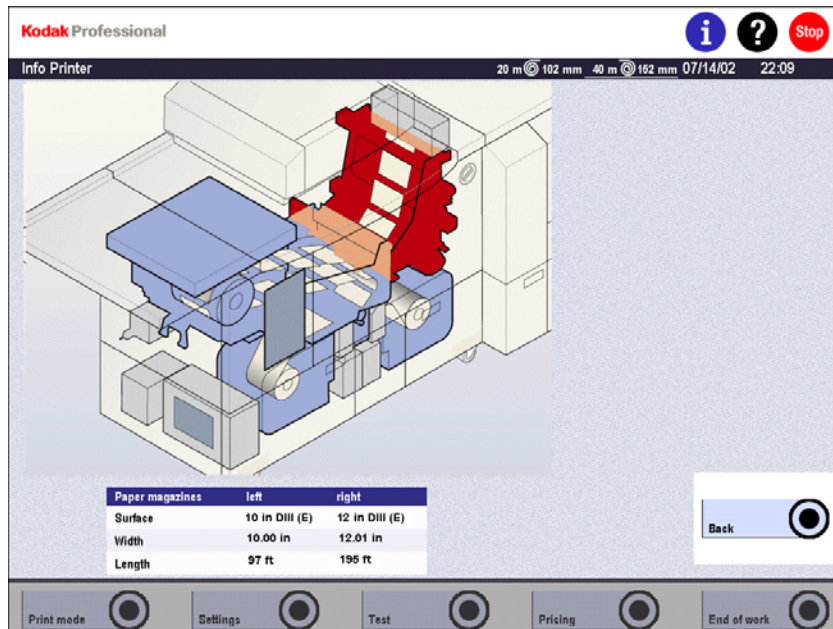 Kodak Professional
i ? Stop
Info Printer 20 m 102 mm 40 m 152 mm 07/14/02 22:09
Paper magazines left right
Surface 10 in DIII (E) 12 in DIII (E)
Width 10.00 in 12.01 in
Length 97 ft 195 ft
Back
Print mode Settings Test Pricing End of work